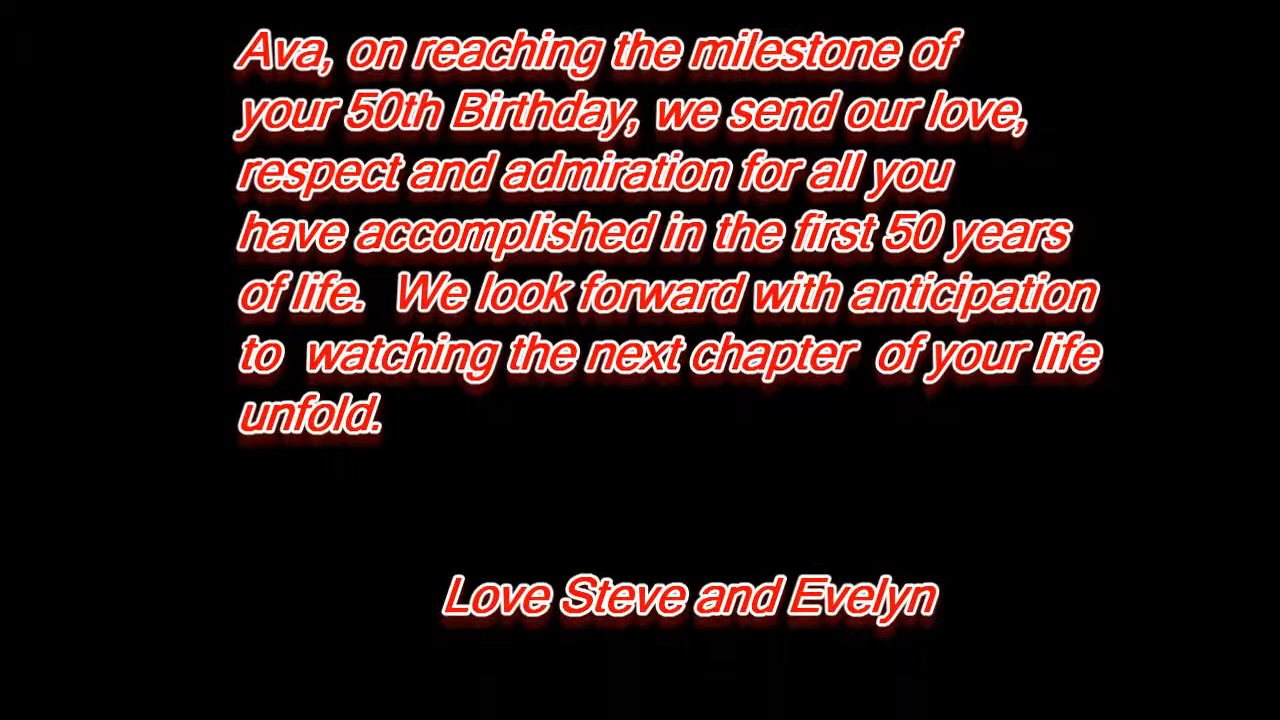 Ava, on reaching the milestone of
your 50th Birthday, we send our love,
respect and admiration for all you
have accomplished in the first 50 years
of life.  We look forward with anticipation
to  watching the next chapter  of your life
unfold.
Love Steve and Evelyn